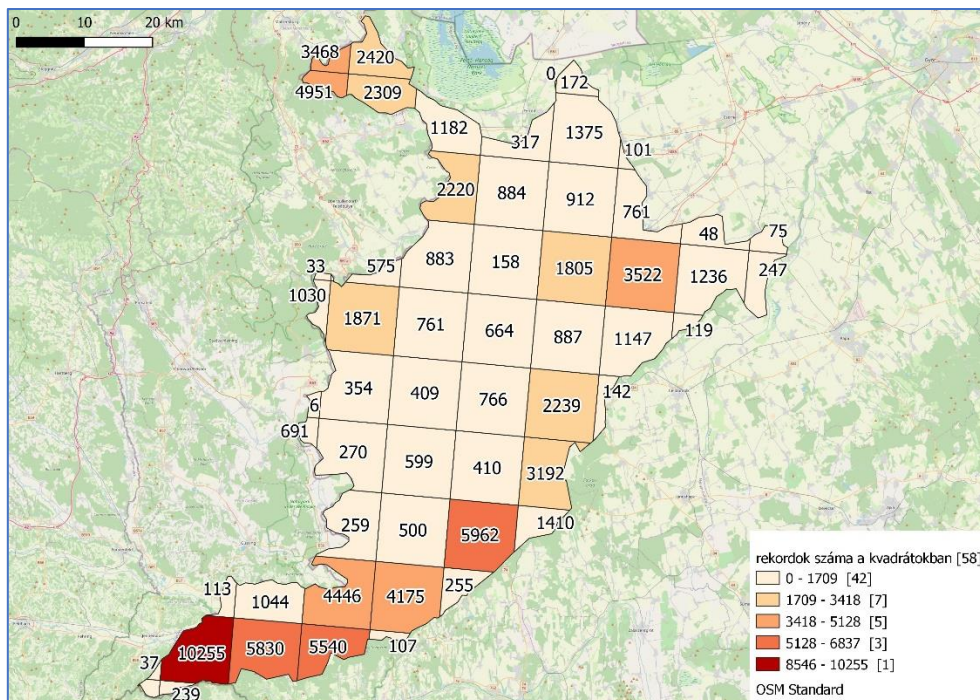 0 10 20 km
3468 2420
4951 2309
0 172
1182 317 1375 101
2220 884 912 761
48 75
33 575 883 158 1805 3522 1236 247
1030
1871 761 664 887 1147 119
354 409 766 2239 142
6
691
270 599 410 3192
259 500 5962 1410
113 1044 4446 4175 255
37 10255 5830 5540 107
239
rekordok száma a kvadrátokban [58]
0 - 1709 [42]
1709 - 3418 [7]
3418 - 5128 [5]
5128 - 6837 [3]
8546 - 10255 [1]
OSM Standard